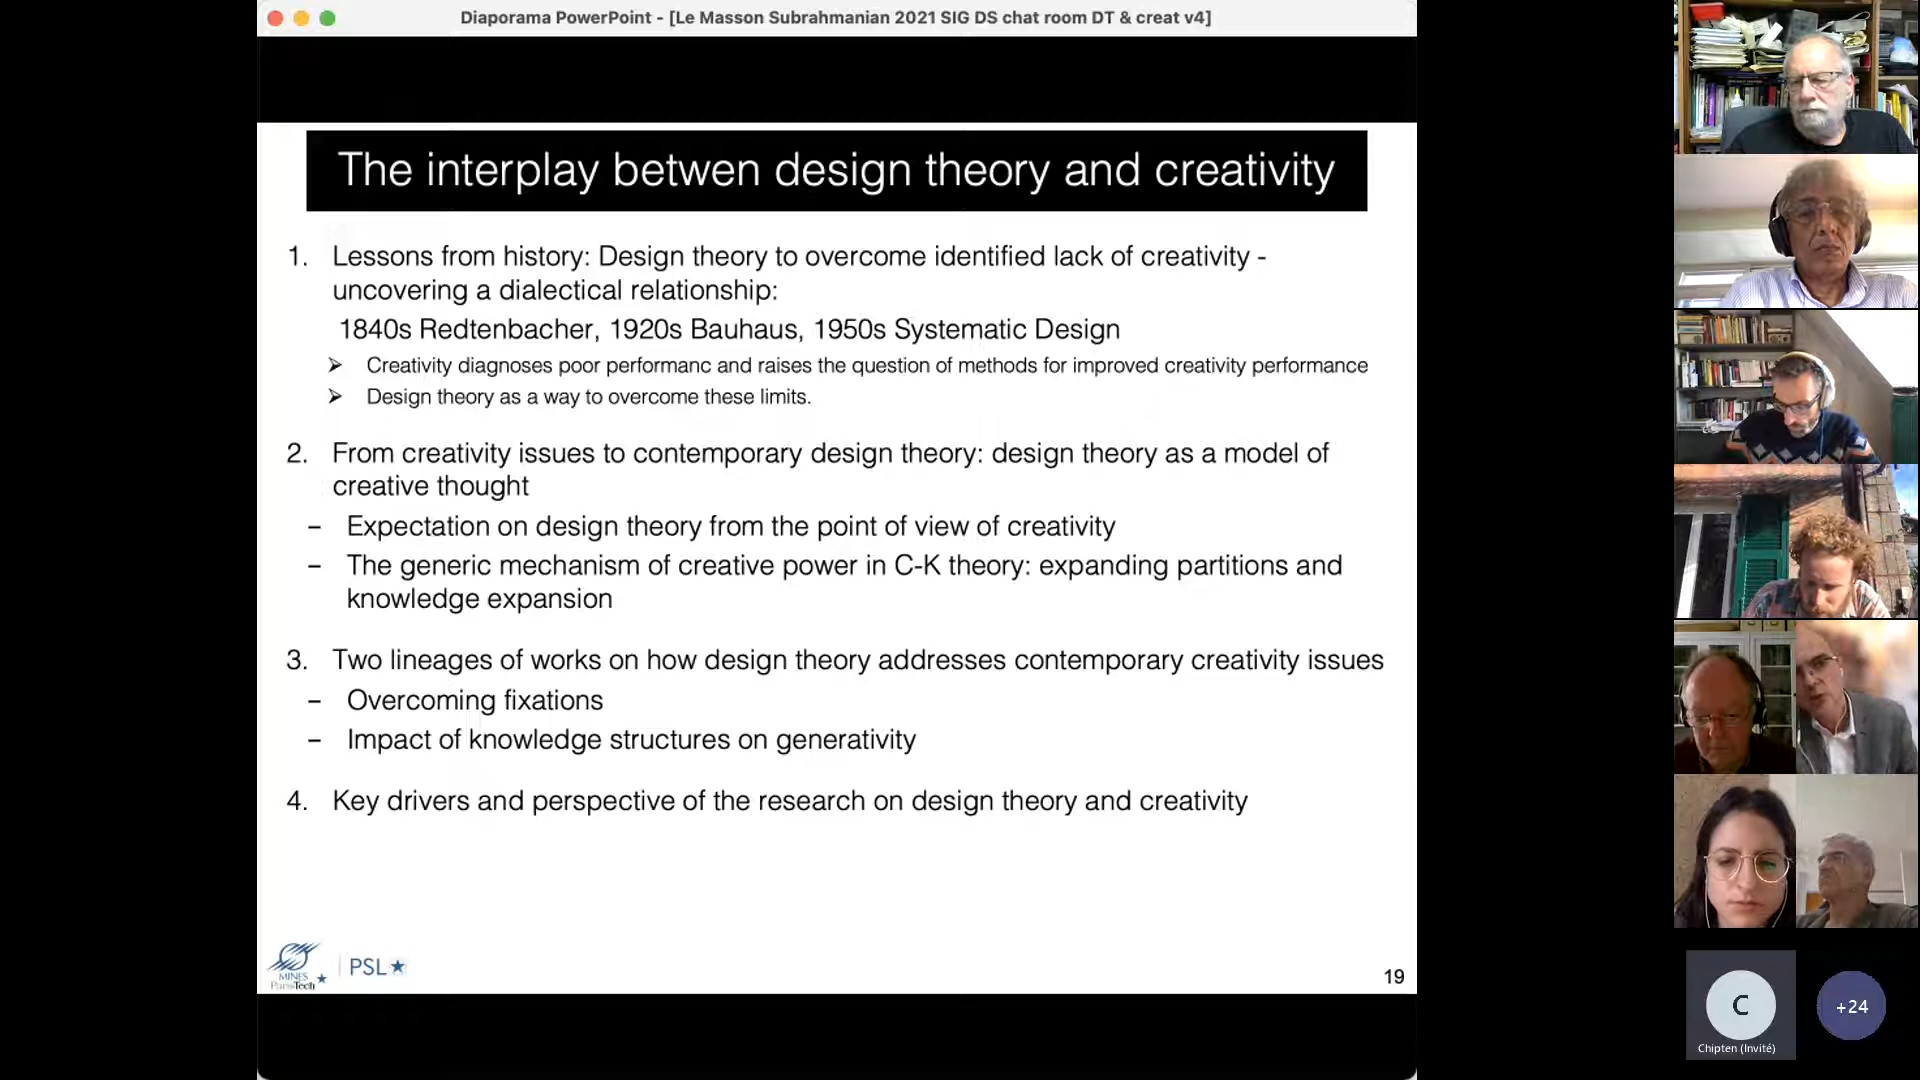 Diaporama PowerPoint - [Le Masson Subrahmanian 2021 SIG DS chat room DT & creat v4]
The interplay betwen design theory and creativity
1. Lessons from history: Design theory to overcome identified lack of creativity -
uncovering a dialectical relationship:
1840s Redtenbacher, 1920s Bauhaus, 1950s Systematic Design
➢ Creativity diagnoses poor performanc and raises the question of methods for improved creativity performance
➢ Design theory as a way to overcome these limits.
2. From creativity issues to contemporary design theory: design theory as a model of
creative thought
– Expectation on design theory from the point of view of creativity
– The generic mechanism of creative power in C-K theory: expanding partitions and
knowledge expansion
3. Two lineages of works on how design theory addresses contemporary creativity issues
– Overcoming fixations
– Impact of knowledge structures on generativity
4. Key drivers and perspective of the research on design theory and creativity
MINES
ParisTech
PSL★
19
C
Chipten (Invité)
+24